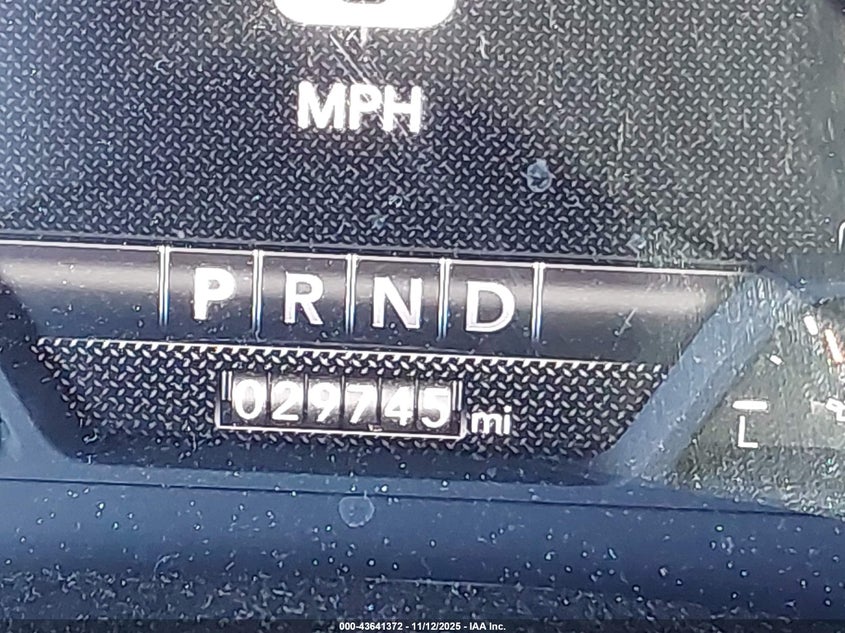 MPH
P R N D
029745 mi
L
000-43641372 - 11/12/2025 - IAA Inc.